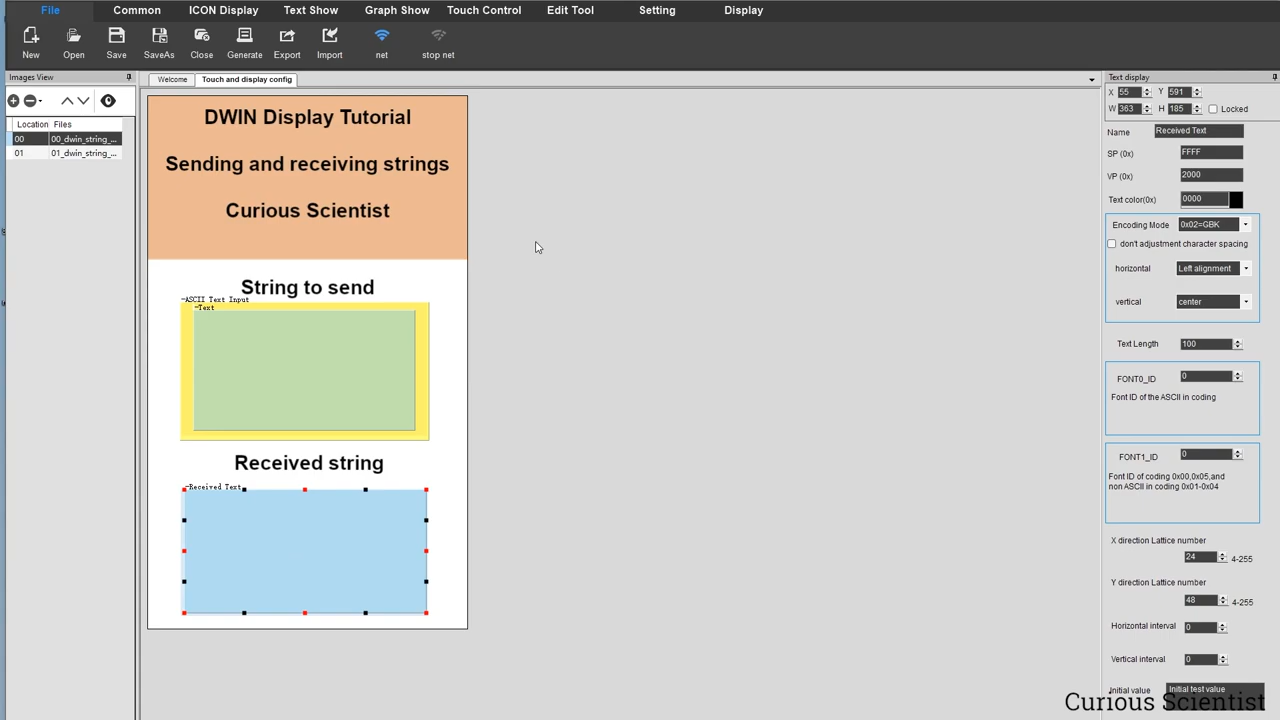 File Common ICON Display Text Show Graph Show Touch Control Edit Tool Setting Display
New Open Save SaveAs Close Generate Export Import net stop net
Images View
Welcome Touch and display config
Location Files
00 00_dwin_string_...
01 01_dwin_string_...
DWIN Display Tutorial
Sending and receiving strings
Curious Scientist
String to send
-ASCII Text Input
-Text
Received string
-Received Text
Text display
X 55 Y 591
W 363 H 185 Locked
Name Received Text
SP (0x) FFFF
VP (0x) 2000
Text color(0x) 0000
Encoding Mode 0x02=GBK
don't adjustment character spacing
horizontal Left alignment
vertical center
Text Length 100
FONT0_ID 0
Font ID of the ASCII in coding
FONT1_ID 0
Font ID of coding 0x00,0x05,and
non ASCII in coding 0x01-0x04
X direction Lattice number
24 4-255
Y direction Lattice number
48 4-255
Horizontal interval 0
Vertical interval 0
Initial value Initial test value
Curious Scientist